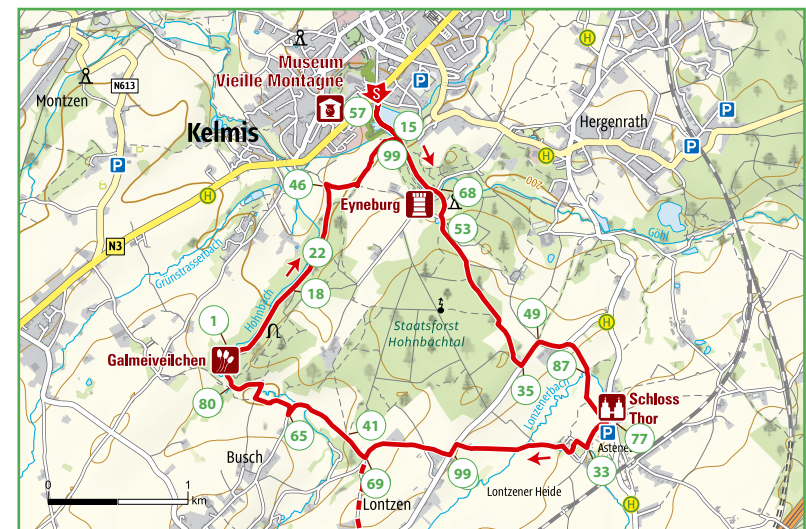 Museum
Vieille Montagne
N613
Montzen
P
S
P
57
15
Kelmis
Hergenrath
H
P
P
H
99
46
Eyneburg
68
53
200
H
P
N3
Göhl
Grünstrasserbach
22
18
Hohnbach
1
Galmeiveilchen
Staatsforst
Hohnbachtal
49
H
87
35
Lonzenerbach
Schloss
Thor
80
65
41
P
77
Astenet
Busch
69
99
33
0
1
km
Lontzen
Lontzener Heide
H